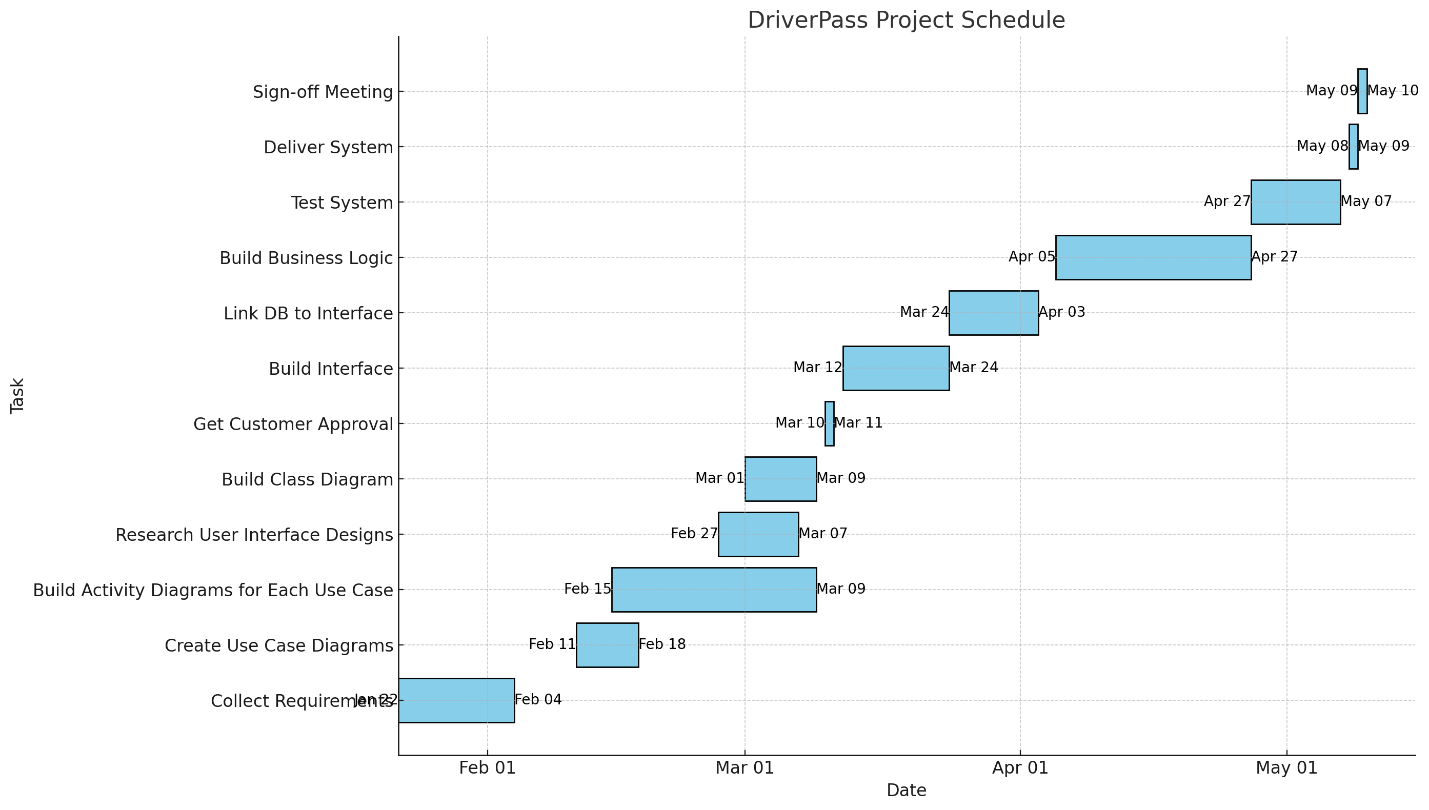 DriverPass Project Schedule
Sign-off Meeting
May 09 May 10
Deliver System
May 08 May 09
Test System
Apr 27 May 07
Build Business Logic
Apr 05 Apr 27
Link DB to Interface
Mar 24 Apr 03
Build Interface
Mar 12 Mar 24
Get Customer Approval
Mar 10 Mar 11
Build Class Diagram
Mar 01 Mar 09
Research User Interface Designs
Feb 27 Mar 07
Build Activity Diagrams for Each Use Case
Feb 15 Mar 09
Create Use Case Diagrams
Feb 11 Feb 18
Collect Requirements
Jan 22 Feb 04
Task
Feb 01 Mar 01 Apr 01 May 01
Date